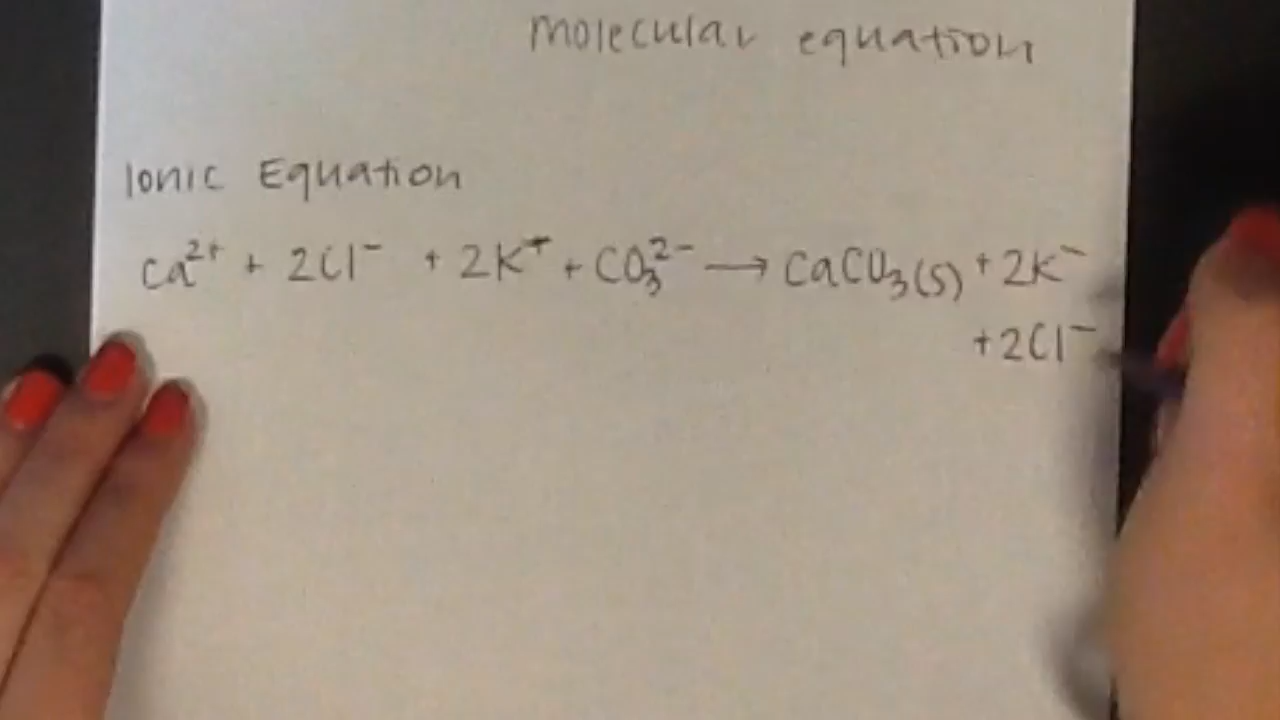 molecular equation
Ionic Equation
Ca²⁺ + 2Cl⁻ + 2K⁺ + CO₃²⁻ → CaCO₃(s) + 2K⁻
+ 2Cl⁻